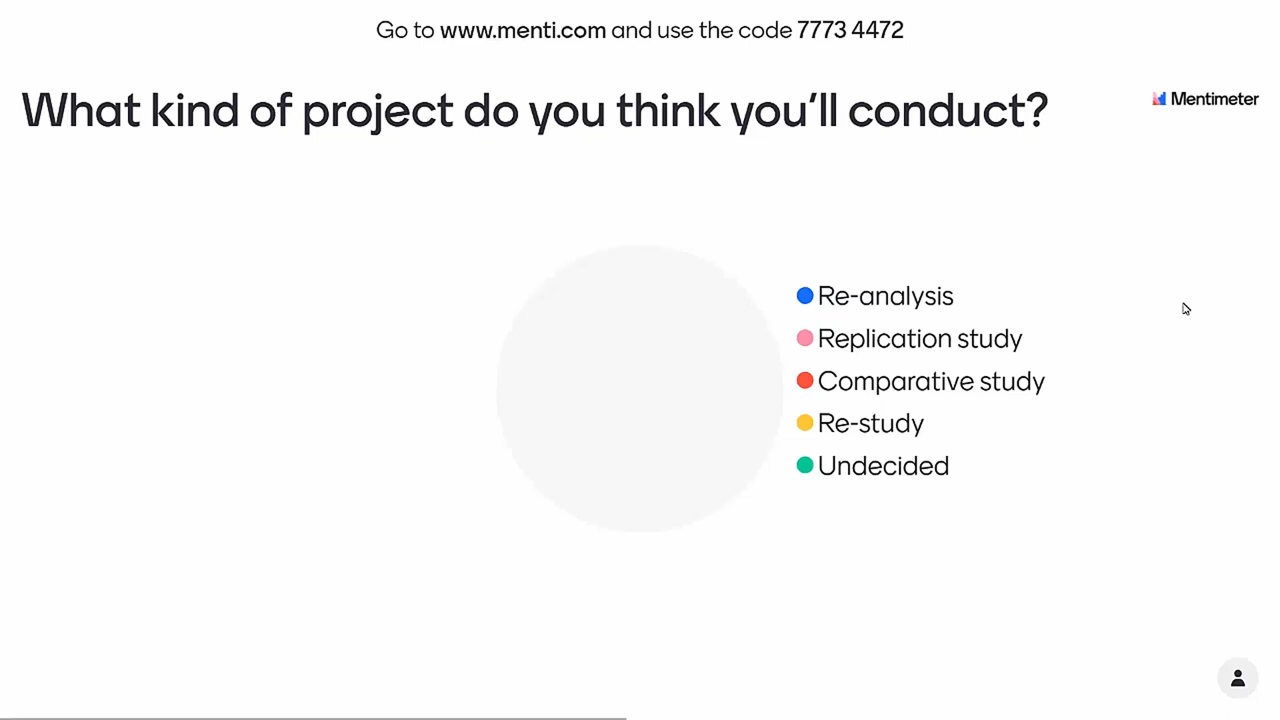 Go to www.menti.com and use the code 7773 4472
What kind of project do you think you'll conduct?
Mentimeter
Re-analysis
Replication study
Comparative study
Re-study
Undecided